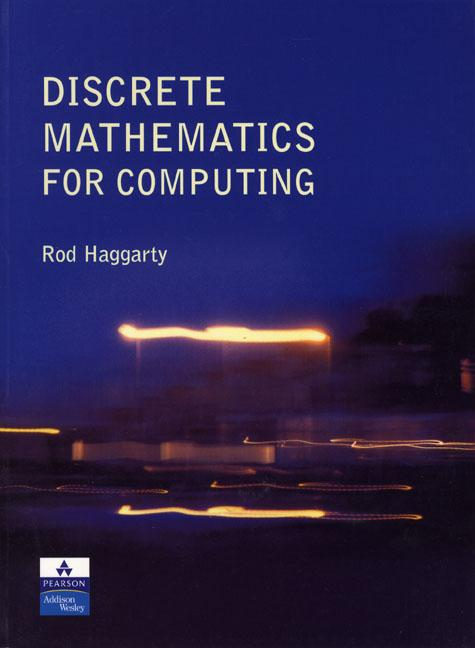 DISCRETE
MATHEMATICS
FOR COMPUTING
Rod Haggarty
PEARSON
Addison
Wesley